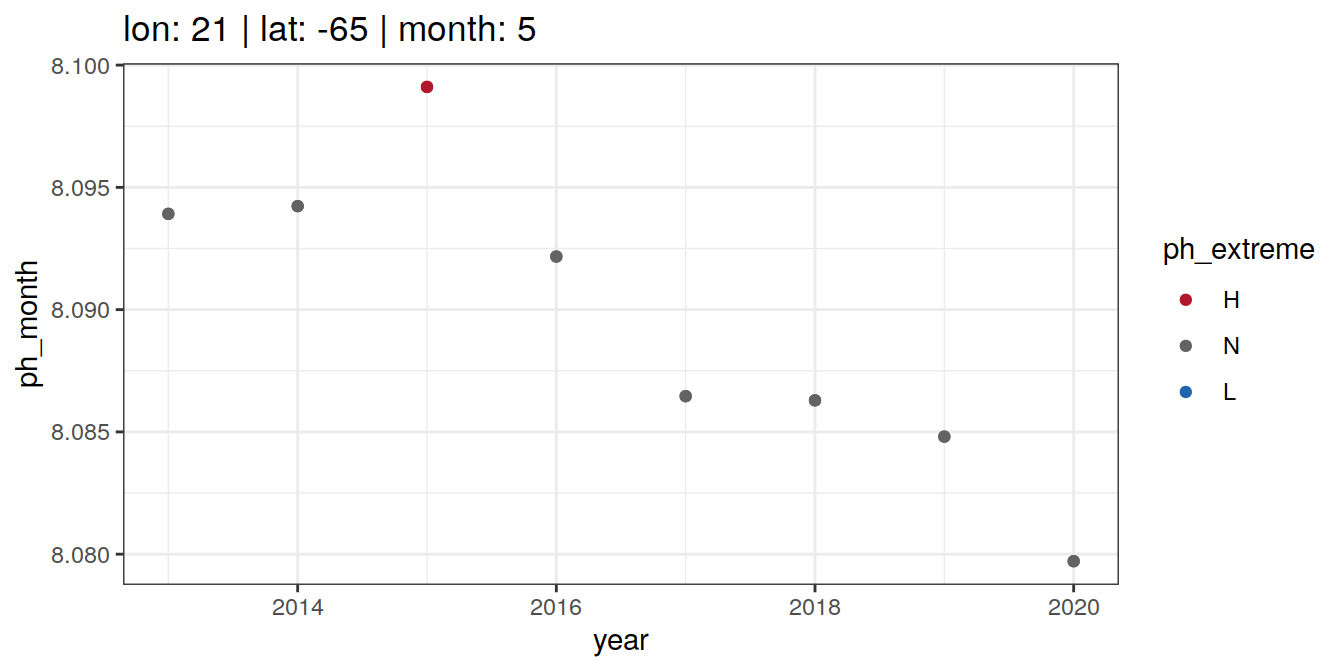 lon: 21 | lat: -65 | month: 5
8.100
8.095
8.090
8.085
8.080
ph_month
2014
2016
2018
2020
year
ph_extreme
H
N
L